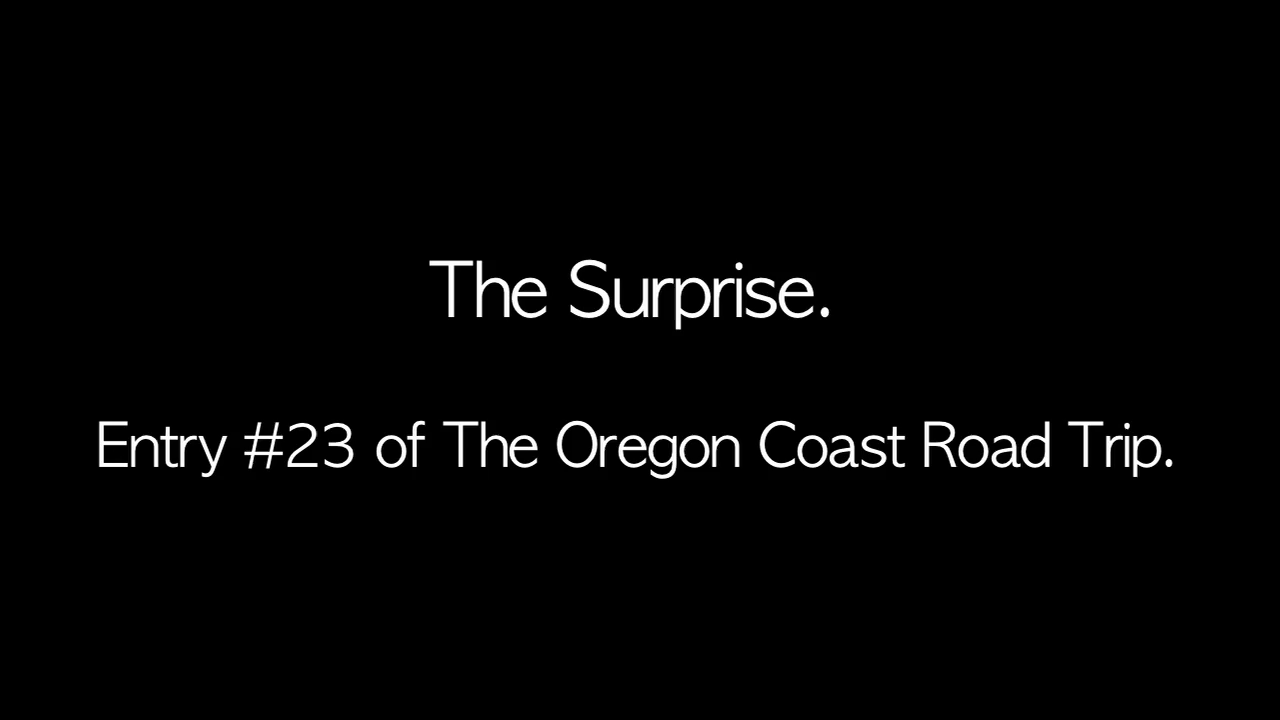 The Surprise.
Entry #23 of The Oregon Coast Road Trip.